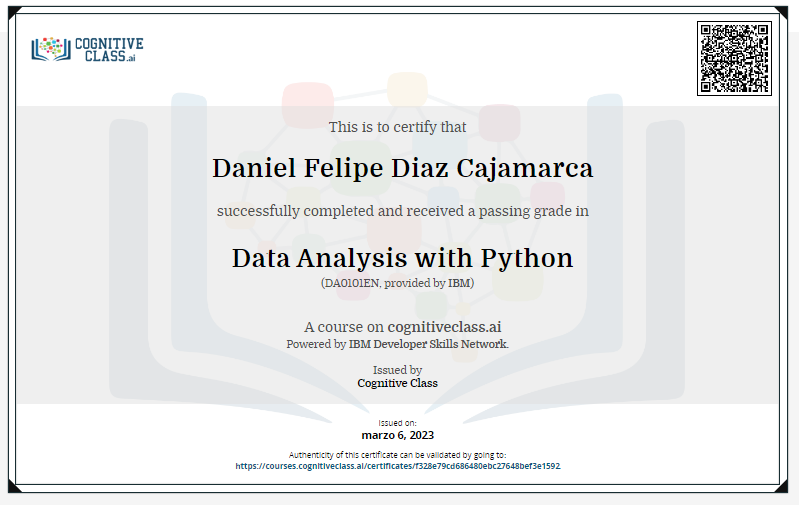 COGNITIVE
CLASS.ai
This is to certify that
Daniel Felipe Diaz Cajamarca
successfully completed and received a passing grade in
Data Analysis with Python
(DA0101EN, provided by IBM)
A course on cognitiveclass.ai
Powered by IBM Developer Skills Network.
Issued by
Cognitive Class
Issued on:
marzo 6, 2023
Authenticity of this certificate can be validated by going to:
https://courses.cognitiveclass.ai/certificates/f328e79cd686480ebc27648bef3e1592